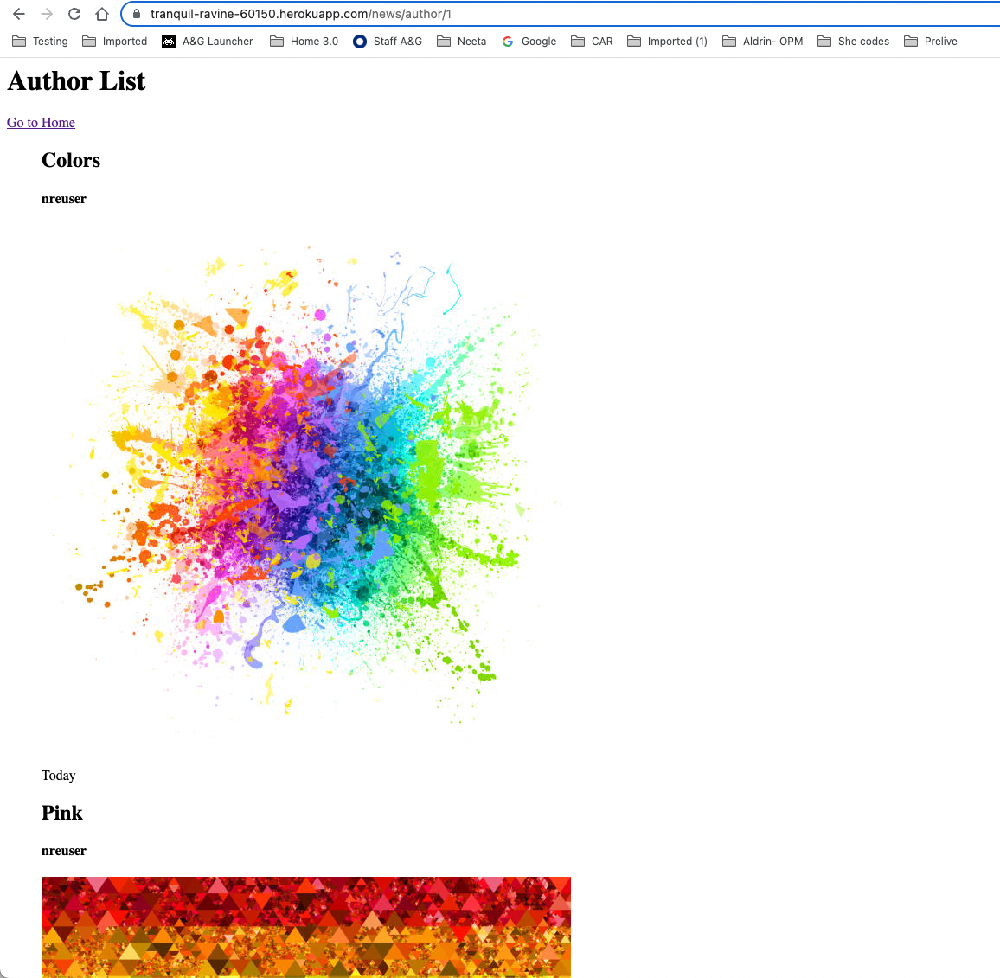 tranquil-ravine-60150.herokuapp.com/news/author/1
Testing Imported A&G Launcher Home 3.0 Staff A&G Neeta Google CAR Imported (1) Aldrin- OPM She codes Prelive
Author List
Go to Home
Colors
nreuser
Today
Pink
nreuser